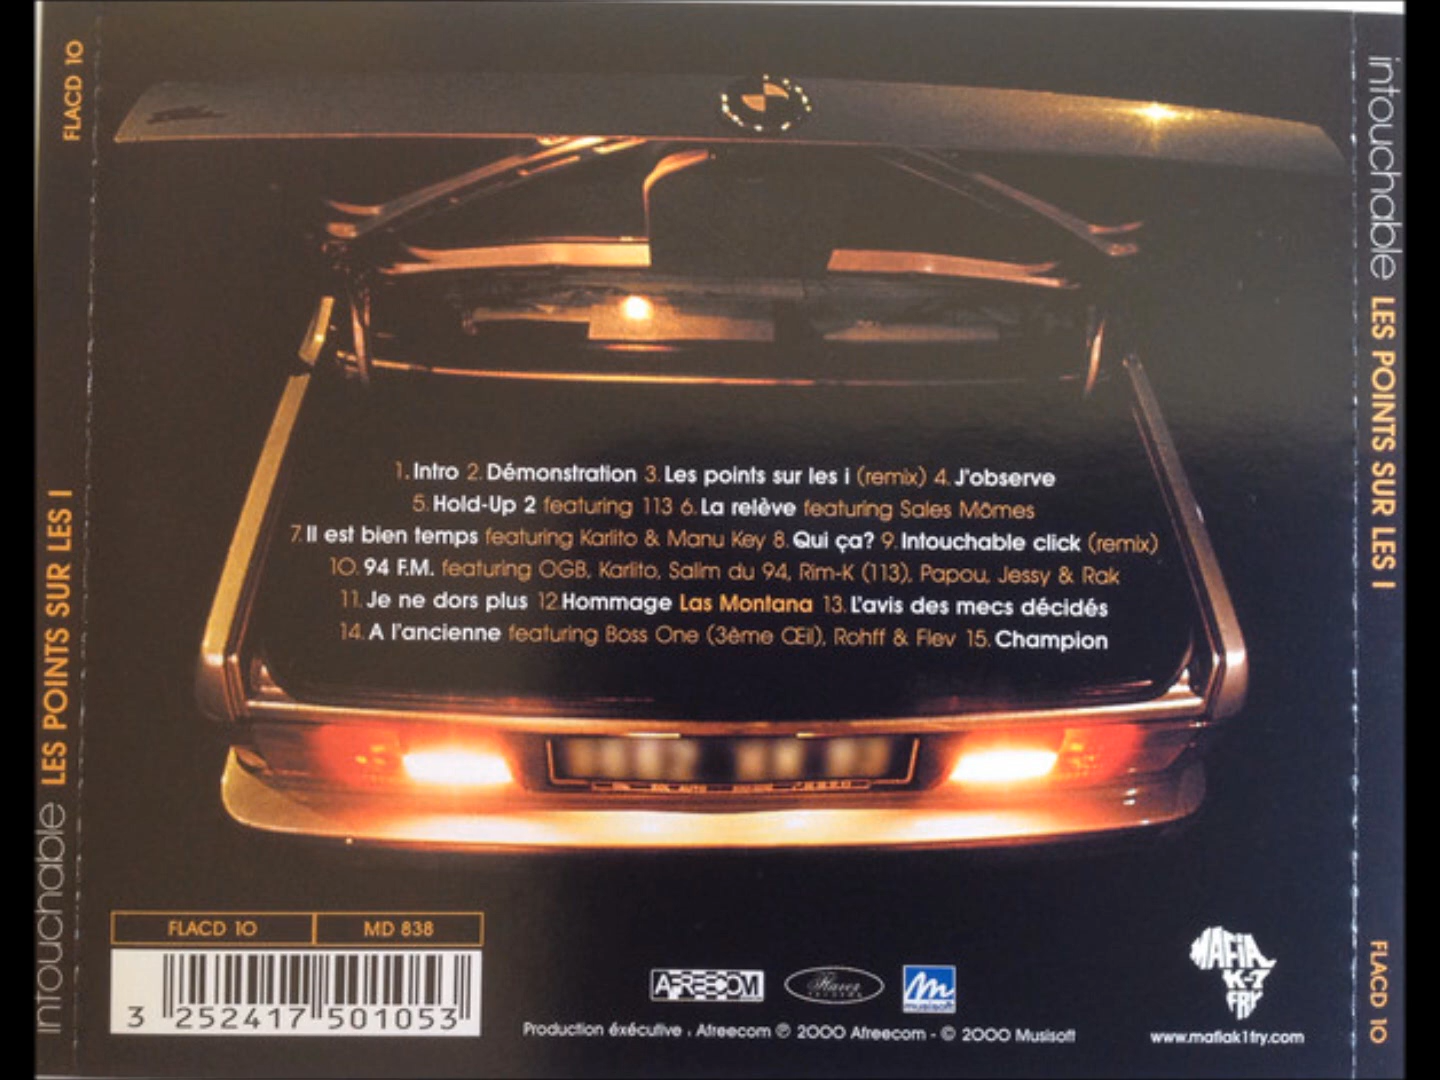 FLACD 10
intouchable LES POINTS SUR LES I
1. Intro 2. Démonstration 3. Les points sur les i (remix) 4. J'observe
5. Hold-Up 2 featuring 113 6. La relève featuring Sales Mômes
7. Il est bien temps featuring Karlito & Manu Key 8. Qui ça? 9. Intouchable click (remix)
10. 94 F.M. featuring OGB, Karlito, Salim du 94, Rim-K (113), Papou, Jessy & Rak
11. Je ne dors plus 12. Hommage Las Montana 13. L'avis des mecs décidés
14. A l'ancienne featuring Boss One (3ème Œil), Rohff & Flev 15. Champion
FLACD 10 MD 838
3 252417 501053
AFREECOM
musisoft
Production éxécutive . Afreecom ℗ 2000 Afreecom - © 2000 Musisoft
MAFIA
K-1
FRY
www.mafiak1fry.com
intouchable LES POINTS SUR LES I
FLACD 10